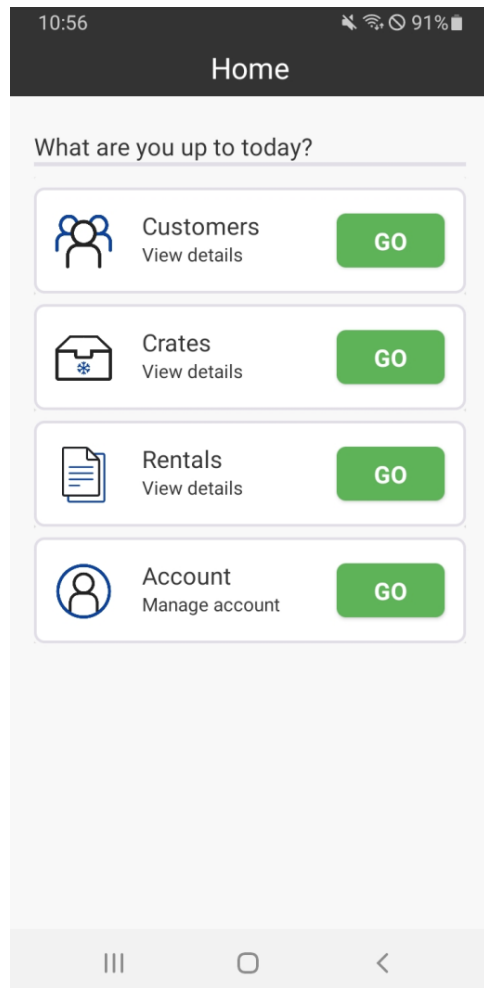 10:56
91%
Home
What are you up to today?
Customers
View details
GO
Crates
View details
GO
Rentals
View details
GO
Account
Manage account
GO